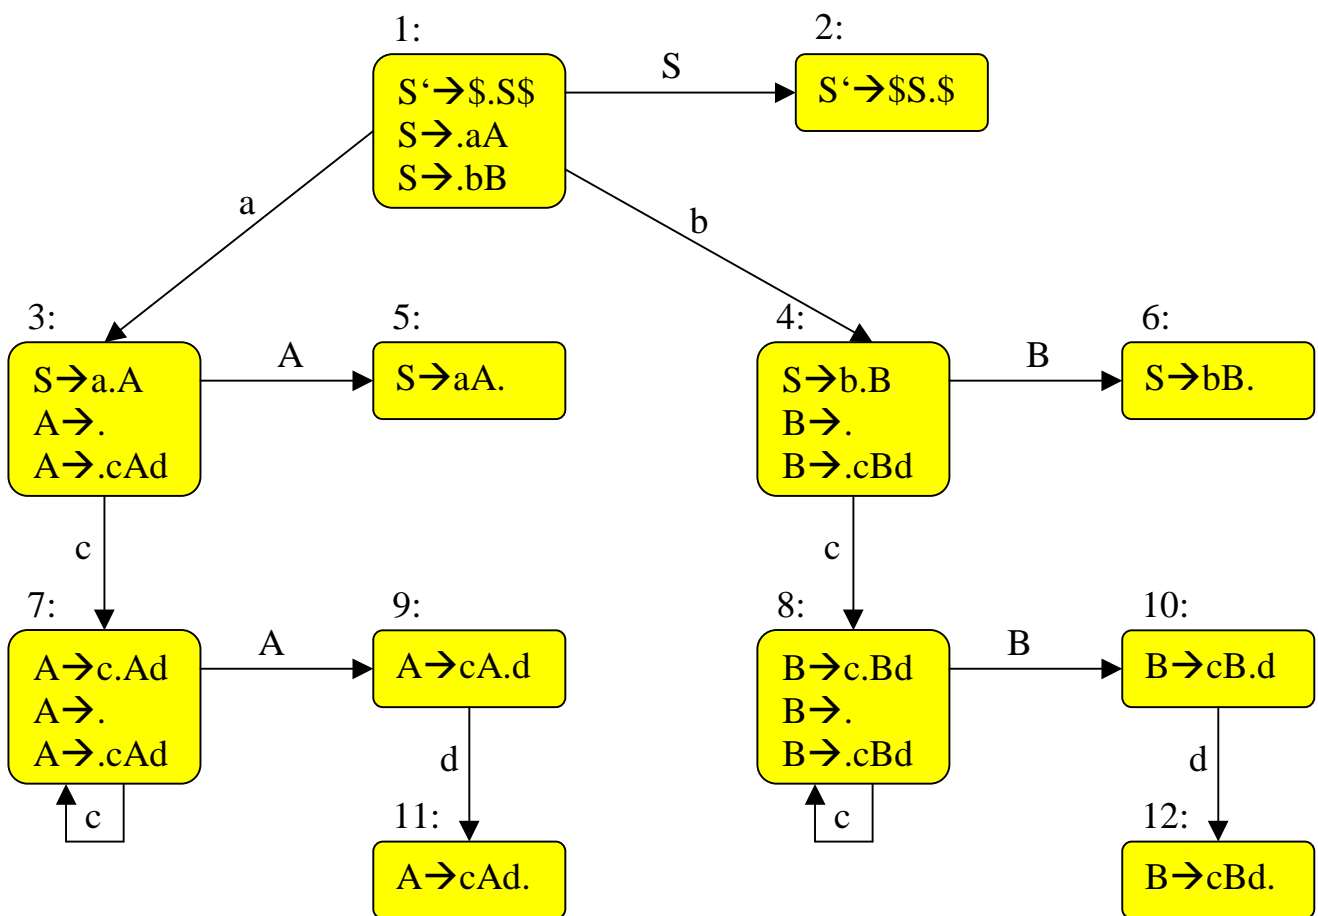 1:
S‘→$.S$
S→.aA
S→.bB
S
2:
S‘→$S.$
a
b
3:
S→a.A
A→.
A→.cAd
A
5:
S→aA.
4:
S→b.B
B→.
B→.cBd
B
6:
S→bB.
c
c
7:
A→c.Ad
A→.
A→.cAd
A
9:
A→cA.d
8:
B→c.Bd
B→.
B→.cBd
B
10:
B→cB.d
c
d
11:
A→cAd.
c
d
12:
B→cBd.